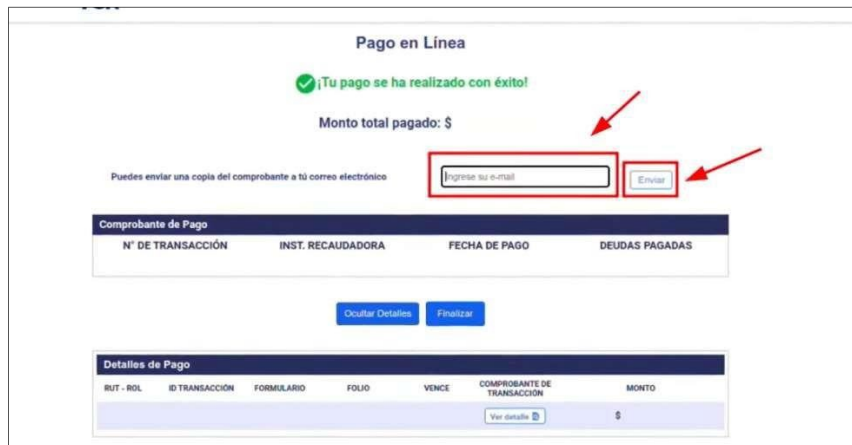 Pago en Línea
¡Tu pago se ha realizado con éxito!
Monto total pagado: $
Puedes enviar una copia del comprobante a tú correo electrónico
Ingrese su e-mail
Enviar
Comprobante de Pago
N° DE TRANSACCIÓN INST. RECAUDADORA FECHA DE PAGO DEUDAS PAGADAS
Ocultar Detalles Finalizar
Detalles de Pago
RUT - ROL ID TRANSACCIÓN FORMULARIO FOLIO VENCE COMPROBANTE DE TRANSACCIÓN MONTO
Ver detalle $